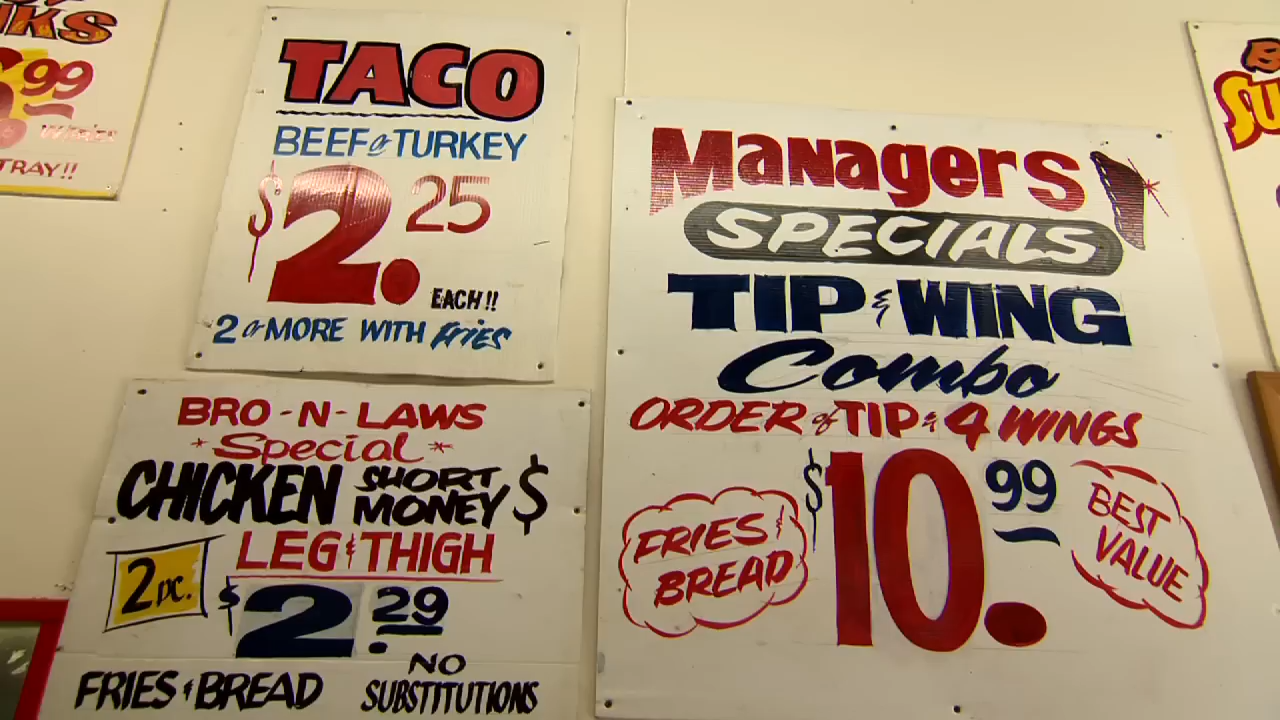 99
TRAY!!
TACO
BEEF or TURKEY
$2.25
EACH!!
2 or MORE WITH Fries
BRO-N-LAWS
*Special*
CHICKEN SHORT MONEY $
LEG & THIGH
2 PC.
$2.29
FRIES & BREAD
NO
SUBSTITUTIONS
Managers
SPECIALS
TIP & WING
Combo
ORDER of TIP & 4 WINGS
$10.99
FRIES &
BREAD
BEST
VALUE